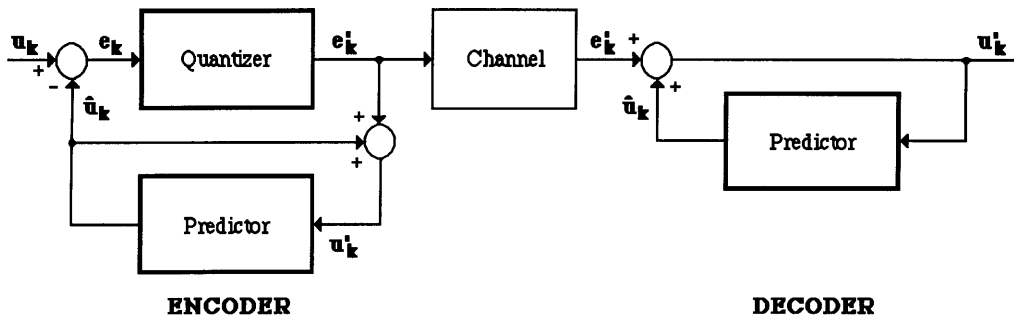 u_k
+
-
e_k
Quantizer
e'_k
Channel
e'_k
+
+
u'_k
û_k
+
+
û_k
Predictor
Predictor
u'_k
ENCODER
DECODER